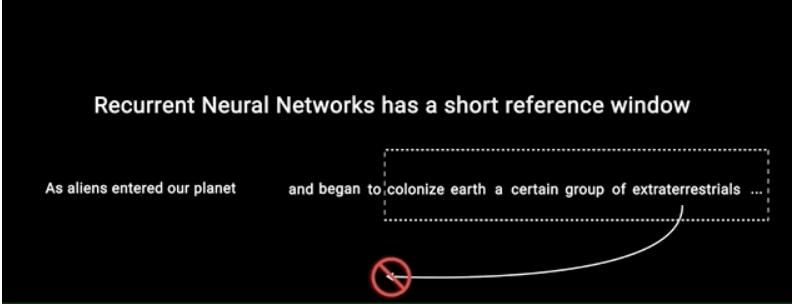 Recurrent Neural Networks has a short reference window
As aliens entered our planet and began to colonize earth a certain group of extraterrestrials ...